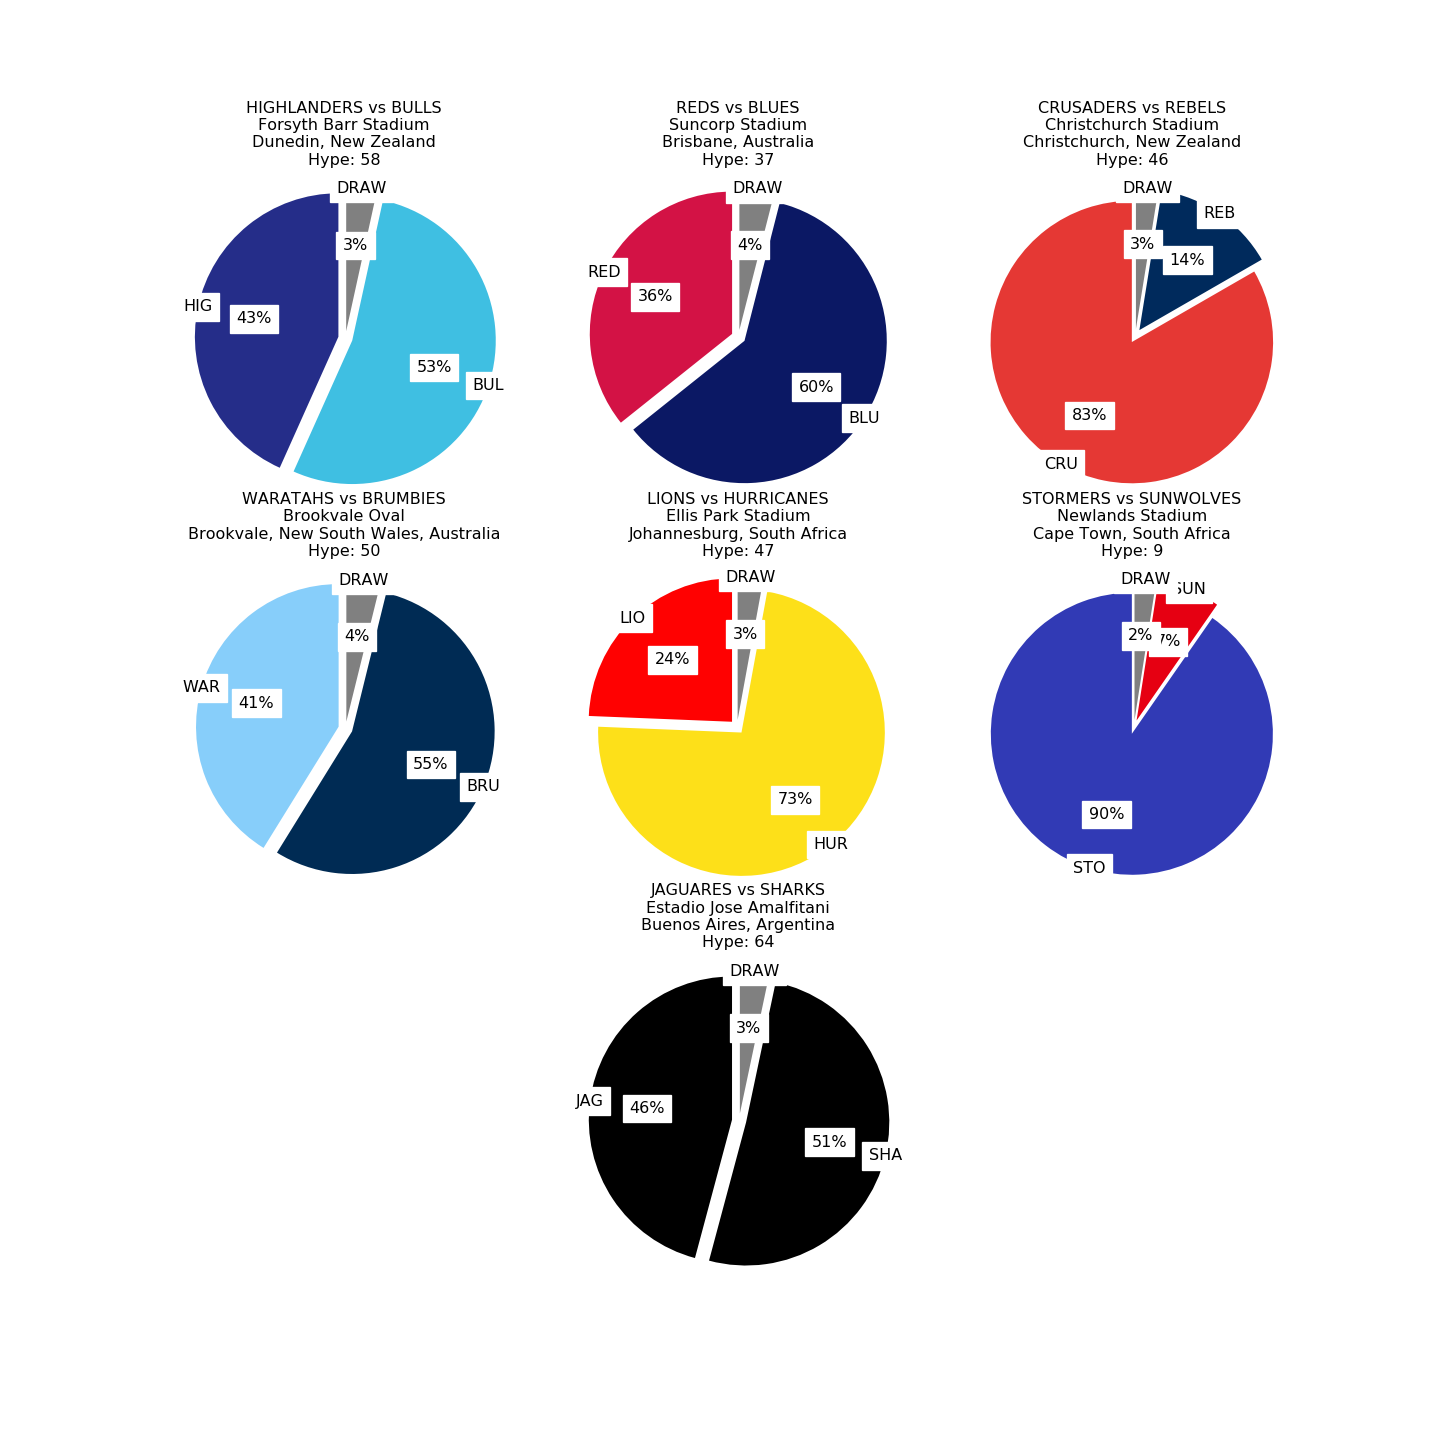 HIGHLANDERS vs BULLS
Forsyth Barr Stadium
Dunedin, New Zealand
Hype: 58
DRAW
3%
HIG
43%
53%
BUL
REDS vs BLUES
Suncorp Stadium
Brisbane, Australia
Hype: 37
DRAW
4%
RED
36%
60%
BLU
CRUSADERS vs REBELS
Christchurch Stadium
Christchurch, New Zealand
Hype: 46
DRAW
REB
3%
14%
83%
CRU
WARATAHS vs BRUMBIES
Brookvale Oval
Brookvale, New South Wales, Australia
Hype: 50
DRAW
4%
WAR
41%
55%
BRU
LIONS vs HURRICANES
Ellis Park Stadium
Johannesburg, South Africa
Hype: 47
DRAW
LIO
3%
24%
73%
HUR
STORMERS vs SUNWOLVES
Newlands Stadium
Cape Town, South Africa
Hype: 9
DRAW
SUN
2%
7%
90%
STO
JAGUARES vs SHARKS
Estadio Jose Amalfitani
Buenos Aires, Argentina
Hype: 64
DRAW
3%
JAG
46%
51%
SHA